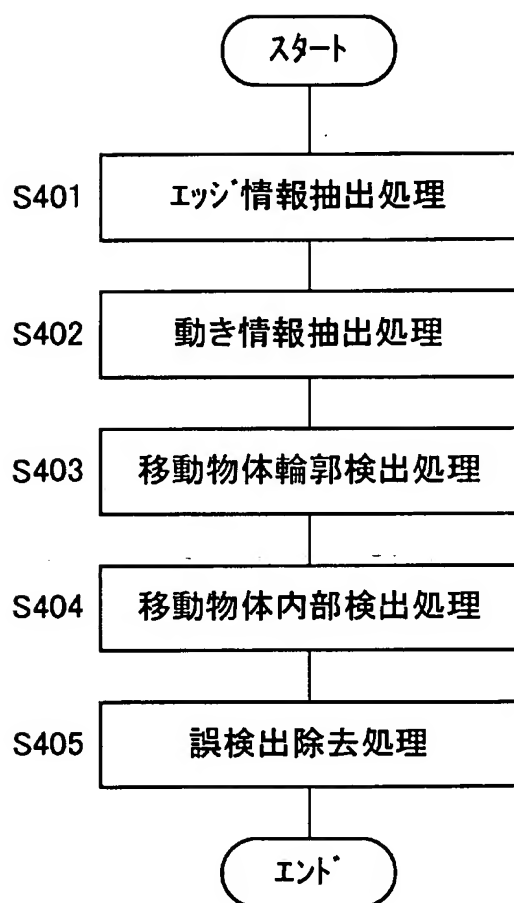 スタート
S401 エッジ情報抽出処理
S402 動き情報抽出処理
S403 移動物体輪郭検出処理
S404 移動物体内部検出処理
S405 誤検出除去処理
エンド